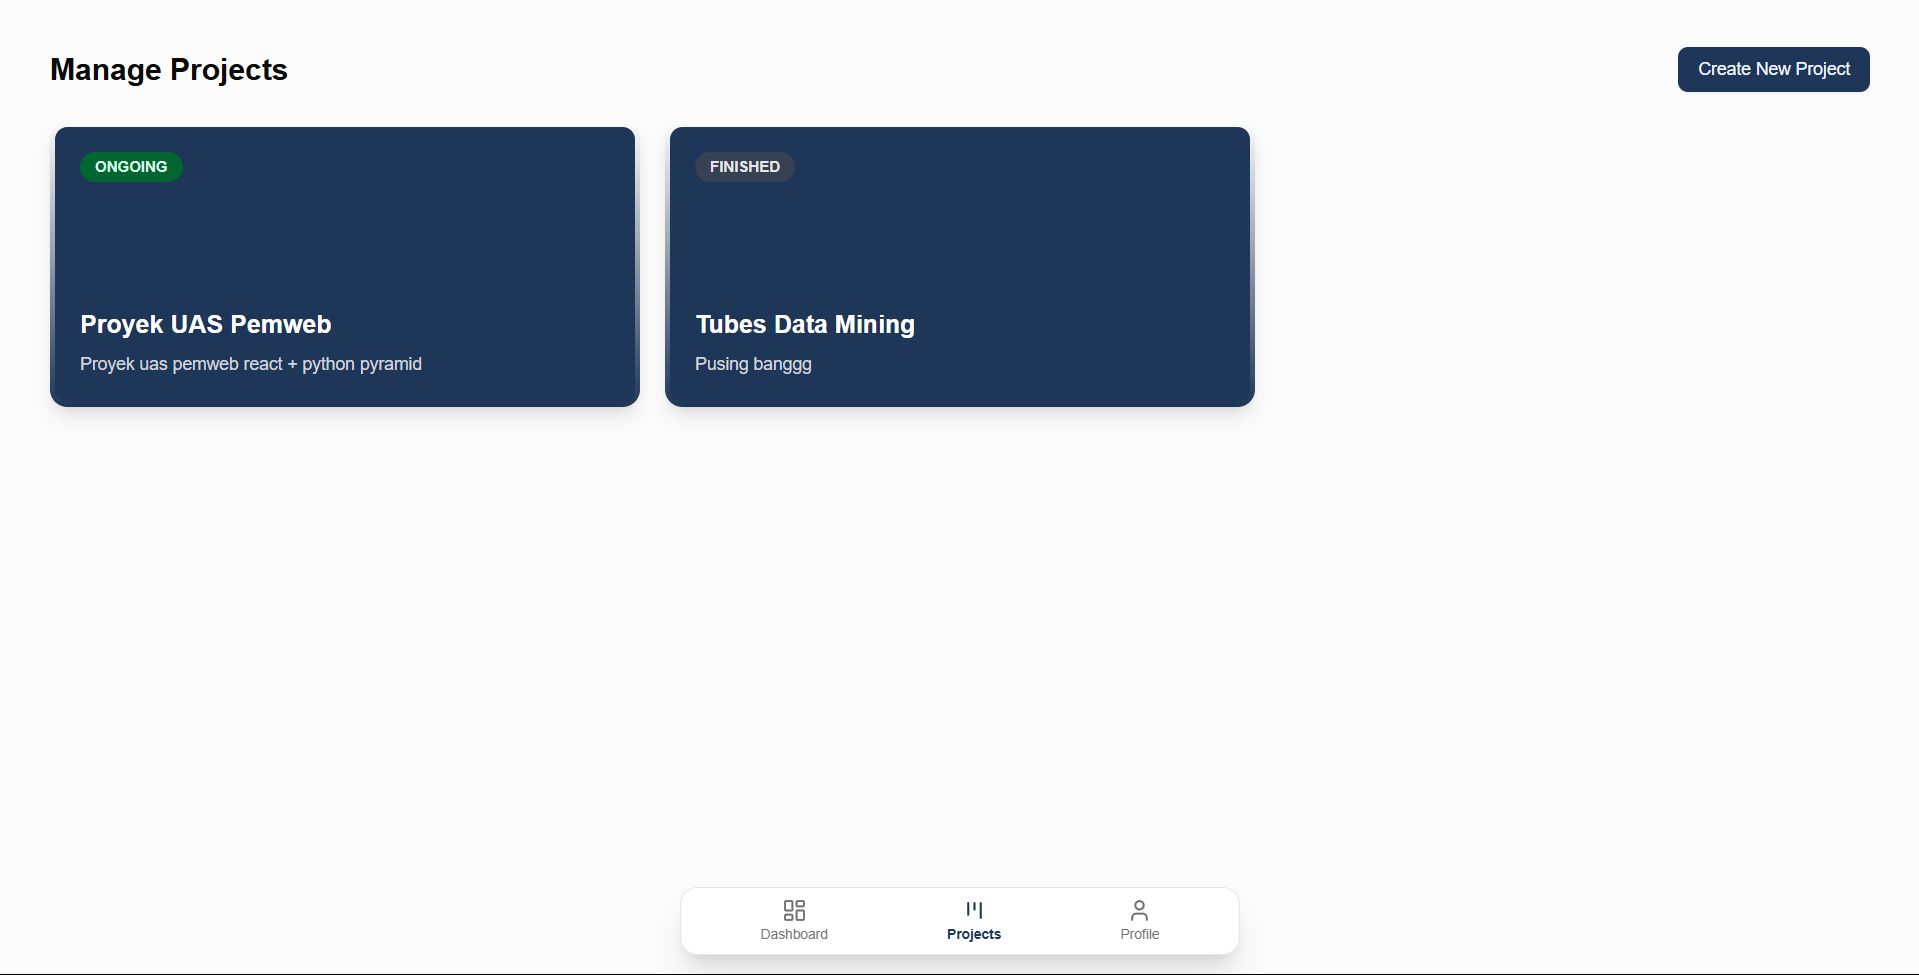 Manage Projects
Create New Project
ONGOING
Proyek UAS Pemweb
Proyek uas pemweb react + python pyramid
FINISHED
Tubes Data Mining
Pusing banggg
Dashboard
Projects
Profile